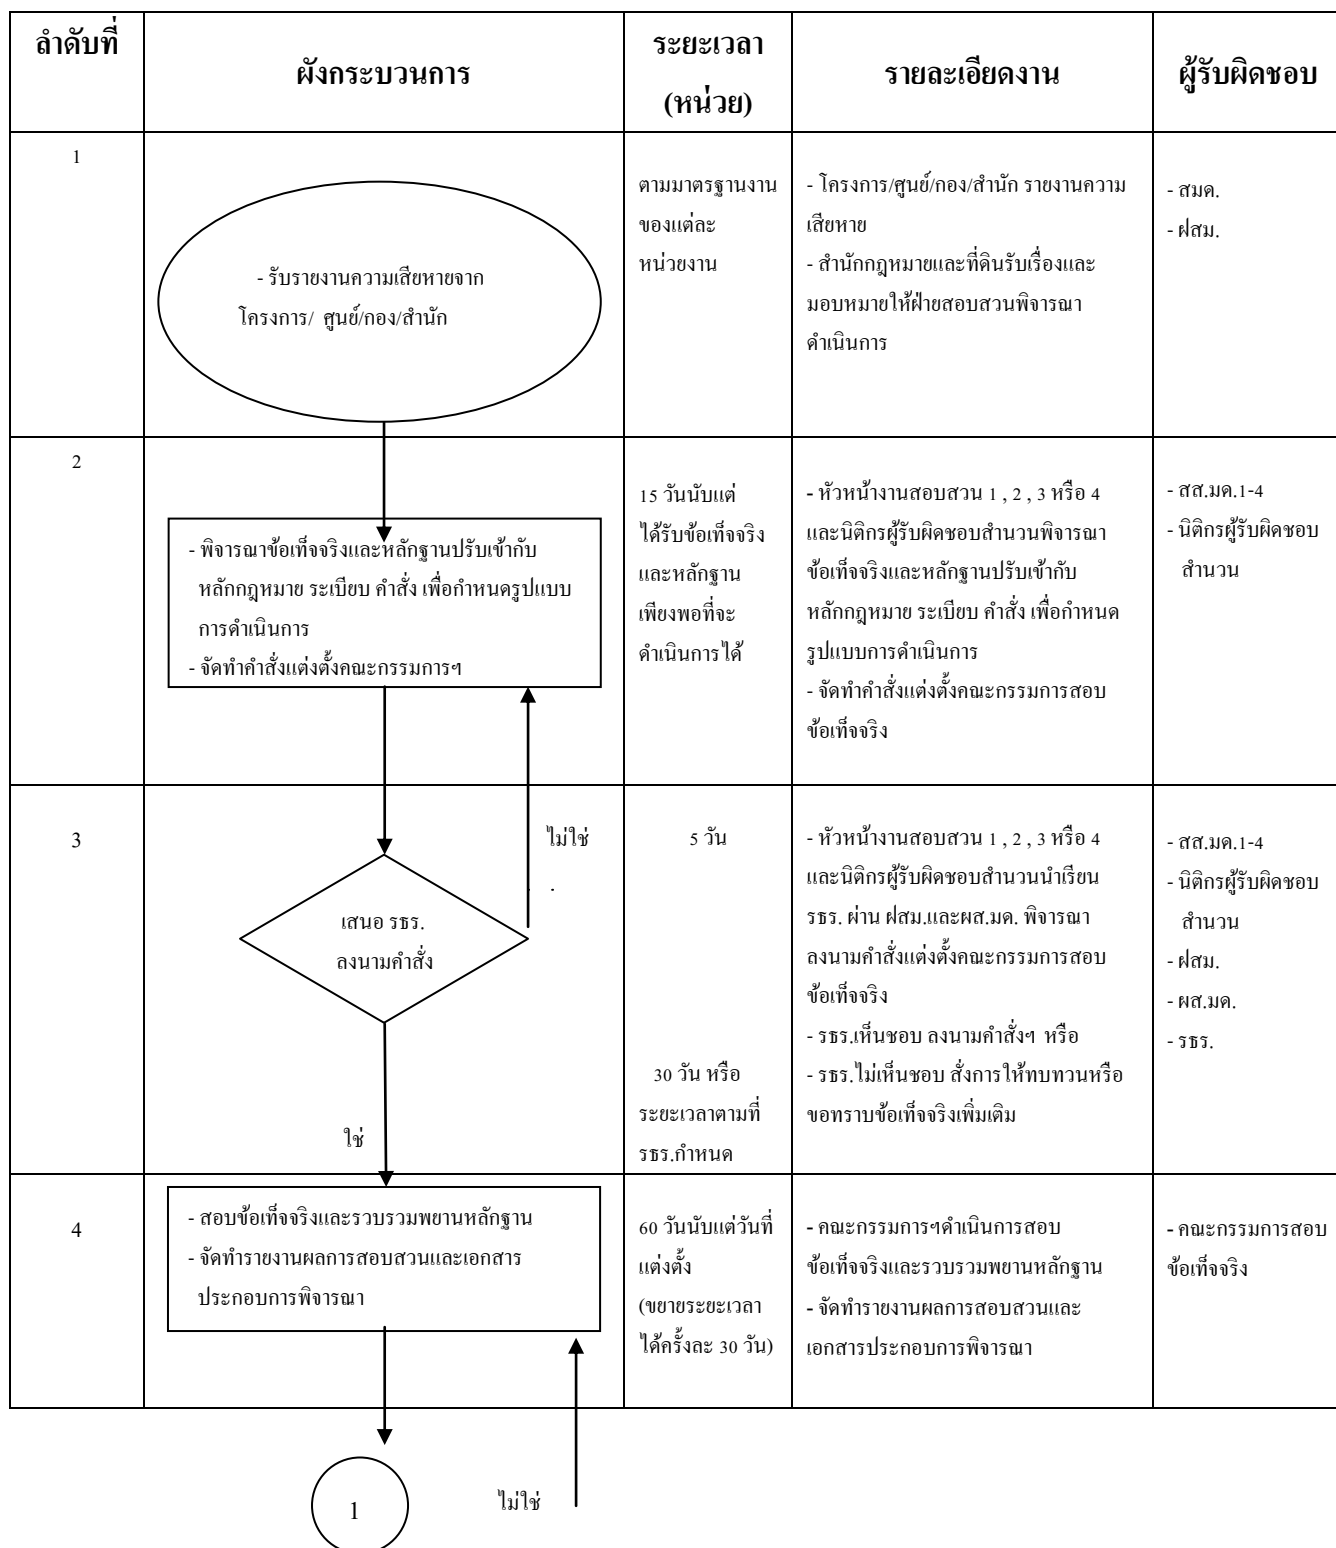 ลำดับที่
ผังกระบวนการ
ระยะเวลา
(หน่วย)
รายละเอียดงาน
ผู้รับผิดชอบ
1
- รับรายงานความเสียหายจาก
โครงการ/ ศูนย์/กอง/สำนัก
ตามมาตรฐานงาน
ของแต่ละ
หน่วยงาน
- โครงการ/ศูนย์/กอง/สำนัก รายงานความ
เสียหาย
- สำนักกฎหมายและที่ดินรับเรื่องและ
มอบหมายให้ฝ่ายสอบสวนพิจารณา
ดำเนินการ
- สมด.
- ฝสม.
2
- พิจารณาข้อเท็จจริงและหลักฐานปรับเข้ากับ
หลักกฎหมาย ระเบียบ คำสั่ง เพื่อกำหนดรูปแบบ
การดำเนินการ
- จัดทำคำสั่งแต่งตั้งคณะกรรมการฯ
15 วันนับแต่
ได้รับข้อเท็จจริง
และหลักฐาน
เพียงพอที่จะ
ดำเนินการได้
- หัวหน้างานสอบสวน 1 , 2 , 3 หรือ 4
และนิติกรผู้รับผิดชอบสำนวนพิจารณา
ข้อเท็จจริงและหลักฐานปรับเข้ากับ
หลักกฎหมาย ระเบียบ คำสั่ง เพื่อกำหนด
รูปแบบการดำเนินการ
- จัดทำคำสั่งแต่งตั้งคณะกรรมการสอบ
ข้อเท็จจริง
- สส.มค.1-4
- นิติกรผู้รับผิดชอบ
สำนวน
3
ไม่ใช่
เสนอ รธร.
ลงนามคำสั่ง
ใช่
5 วัน
30 วัน หรือ
ระยะเวลาตามที่
รธร.กำหนด
- หัวหน้างานสอบสวน 1 , 2 , 3 หรือ 4
และนิติกรผู้รับผิดชอบสำนวนนำเรียน
รธร. ผ่าน ฝสม.และผส.มด. พิจารณา
ลงนามคำสั่งแต่งตั้งคณะกรรมการสอบ
ข้อเท็จจริง
- รธร.เห็นชอบ ลงนามคำสั่งฯ หรือ
- รธร.ไม่เห็นชอบ สั่งการให้ทบทวนหรือ
ขอทราบข้อเท็จจริงเพิ่มเติม
- สส.มค.1-4
- นิติกรผู้รับผิดชอบ
สำนวน
- ฝสม.
- ผส.มด.
- รธร.
4
- สอบข้อเท็จจริงและรวบรวมพยานหลักฐาน
- จัดทำรายงานผลการสอบสวนและเอกสาร
ประกอบการพิจารณา
60 วันนับแต่วันที่
แต่งตั้ง
(ขยายระยะเวลา
ได้ครั้งละ 30 วัน)
- คณะกรรมการฯดำเนินการสอบ
ข้อเท็จจริงและรวบรวมพยานหลักฐาน
- จัดทำรายงานผลการสอบสวนและ
เอกสารประกอบการพิจารณา
- คณะกรรมการสอบ
ข้อเท็จจริง
1
ไม่ใช่